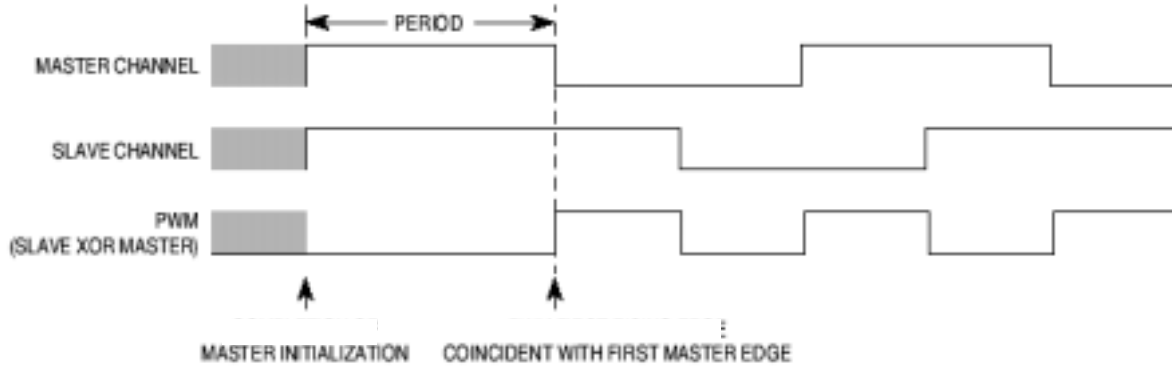 PERIOD
MASTER CHANNEL
SLAVE CHANNEL
PWM
(SLAVE XOR MASTER)
MASTER INITIALIZATION
COINCIDENT WITH FIRST MASTER EDGE